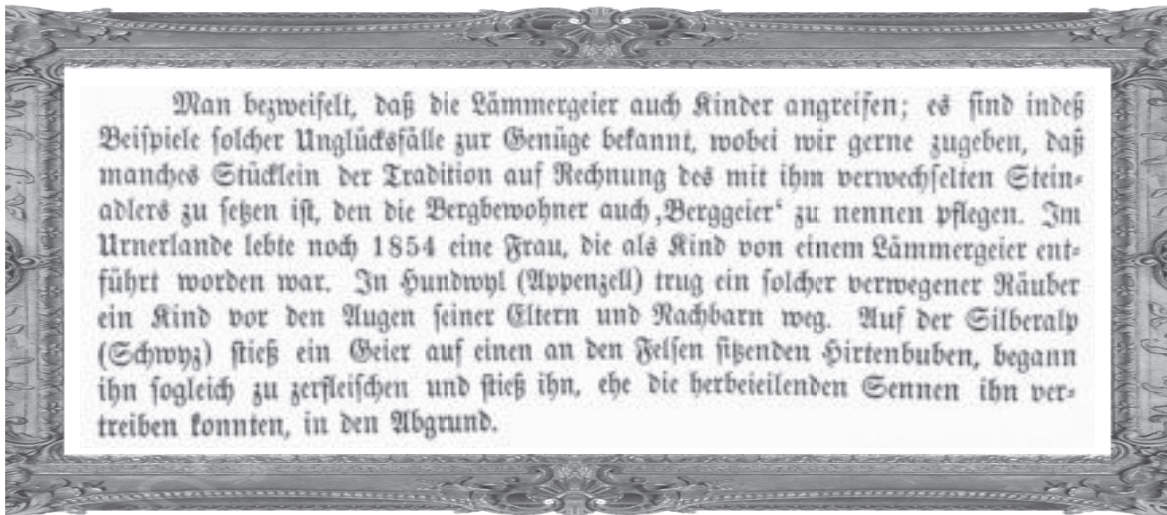 Man bezweifelt, daß die Lämmergeier auch Kinder angreifen; es sind indeß
Beispiele solcher Unglücksfälle zur Genüge bekannt, wobei wir gerne zugeben, daß
manches Stücklein der Tradition auf Rechnung des mit ihm verwechselten Stein-
adlers zu setzen ist, den die Bergbewohner auch ‚Berggeier‘ zu nennen pflegen. Im
Urnerlande lebte noch 1854 eine Frau, die als Kind von einem Lämmergeier ent-
führt worden war. In Hundwyl (Appenzell) trug ein solcher verwegener Räuber
ein Kind vor den Augen seiner Eltern und Nachbarn weg. Auf der Silberalp
(Schwyz) stieß ein Geier auf einen an den Felsen sitzenden Hirtenbuben, begann
ihn sogleich zu zerfleischen und stieß ihn, ehe die herbeieilenden Sennen ihn ver-
treiben konnten, in den Abgrund.